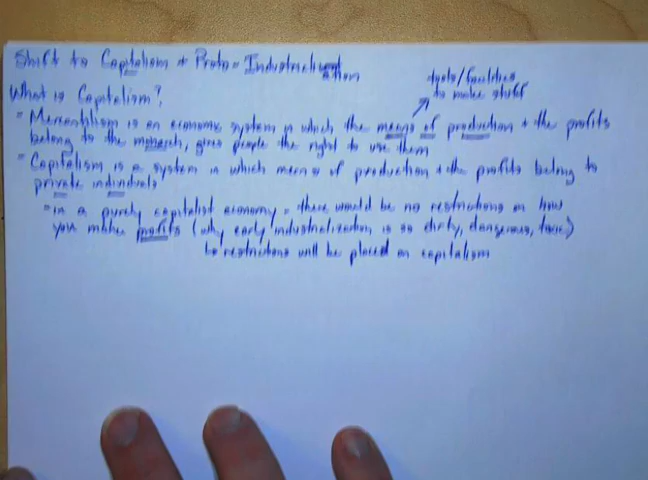 Shift to Capitalism + Proto-Industrialization
What is Capitalism?
tools/facilities
to make stuff
Mercantilism is an economic system in which the means of production + the profits
belong to the monarch, gives people the right to use them
Capitalism is a system in which means of production + the profits belong to
private individuals
in a purely capitalist economy - there would be no restrictions on how
you make profits (why early industrialization is so dirty, dangerous, toxic)
restrictions will be placed on capitalism